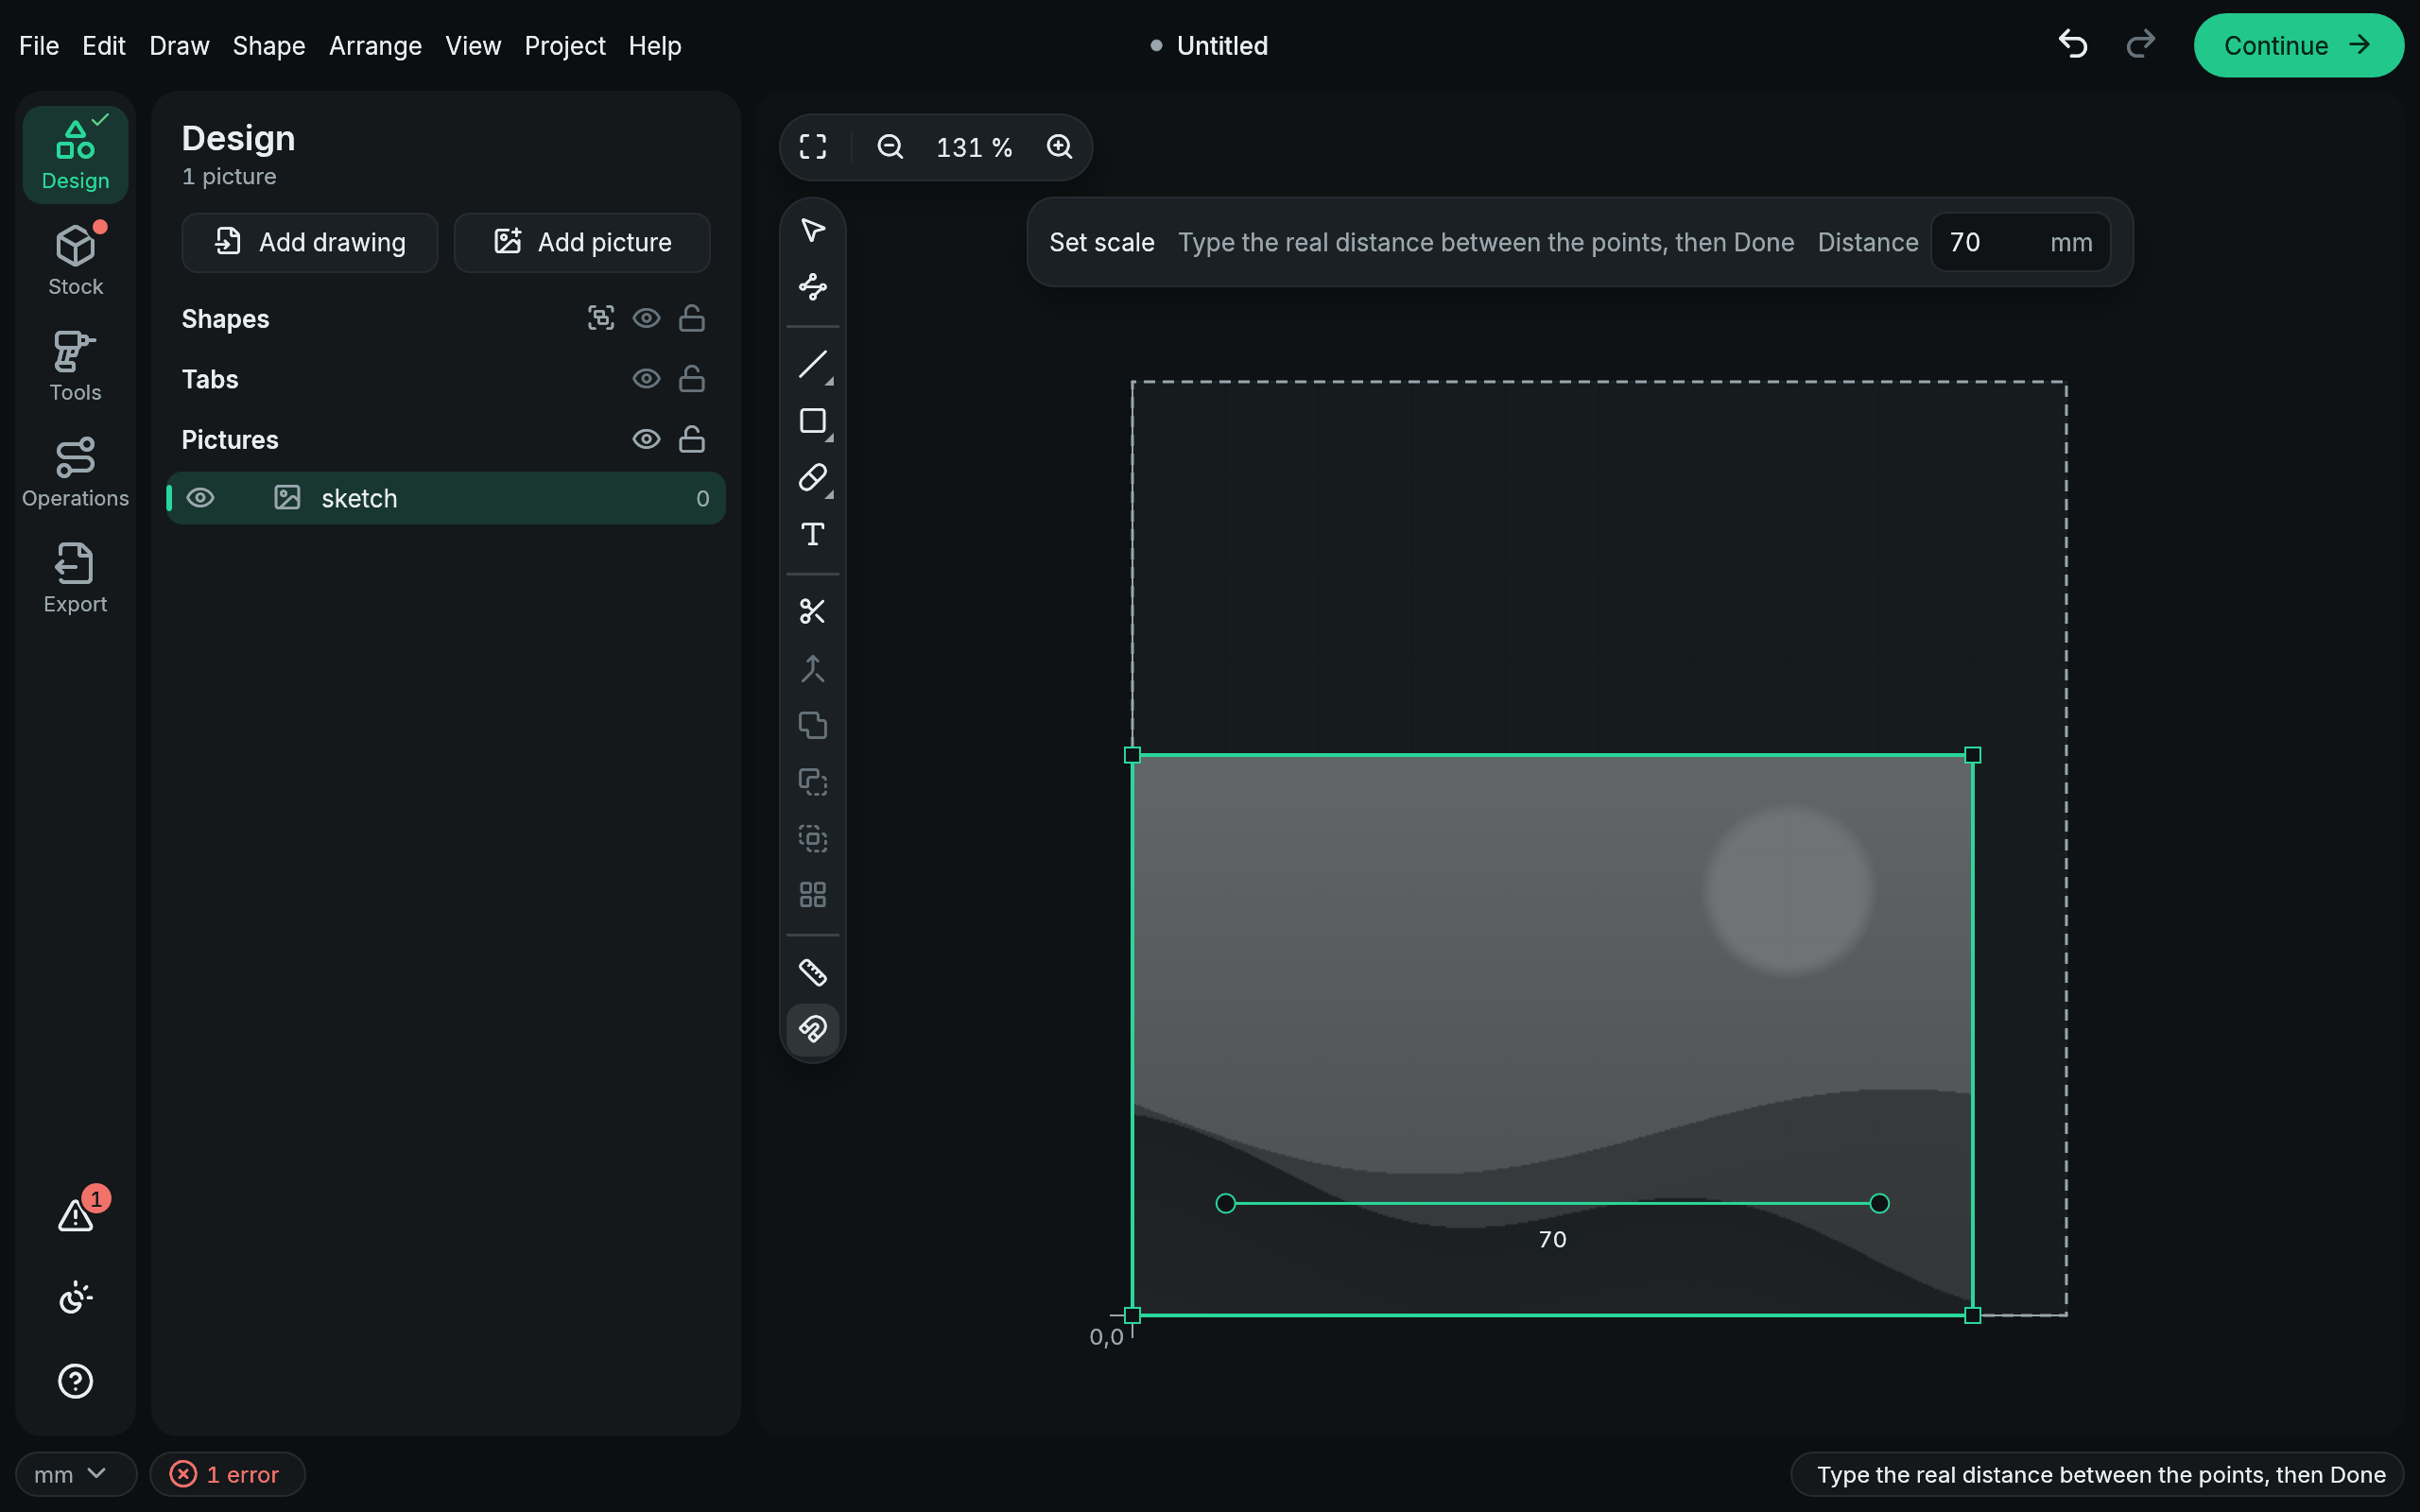 File Edit Draw Shape Arrange View Project Help
Untitled
Continue
Design
Stock
Tools
Operations
Export
1
Design
1 picture
Add drawing
Add picture
Shapes
Tabs
Pictures
sketch 0
131 %
Set scale Type the real distance between the points, then Done Distance 70 mm
70
0,0
mm
1 error
Type the real distance between the points, then Done